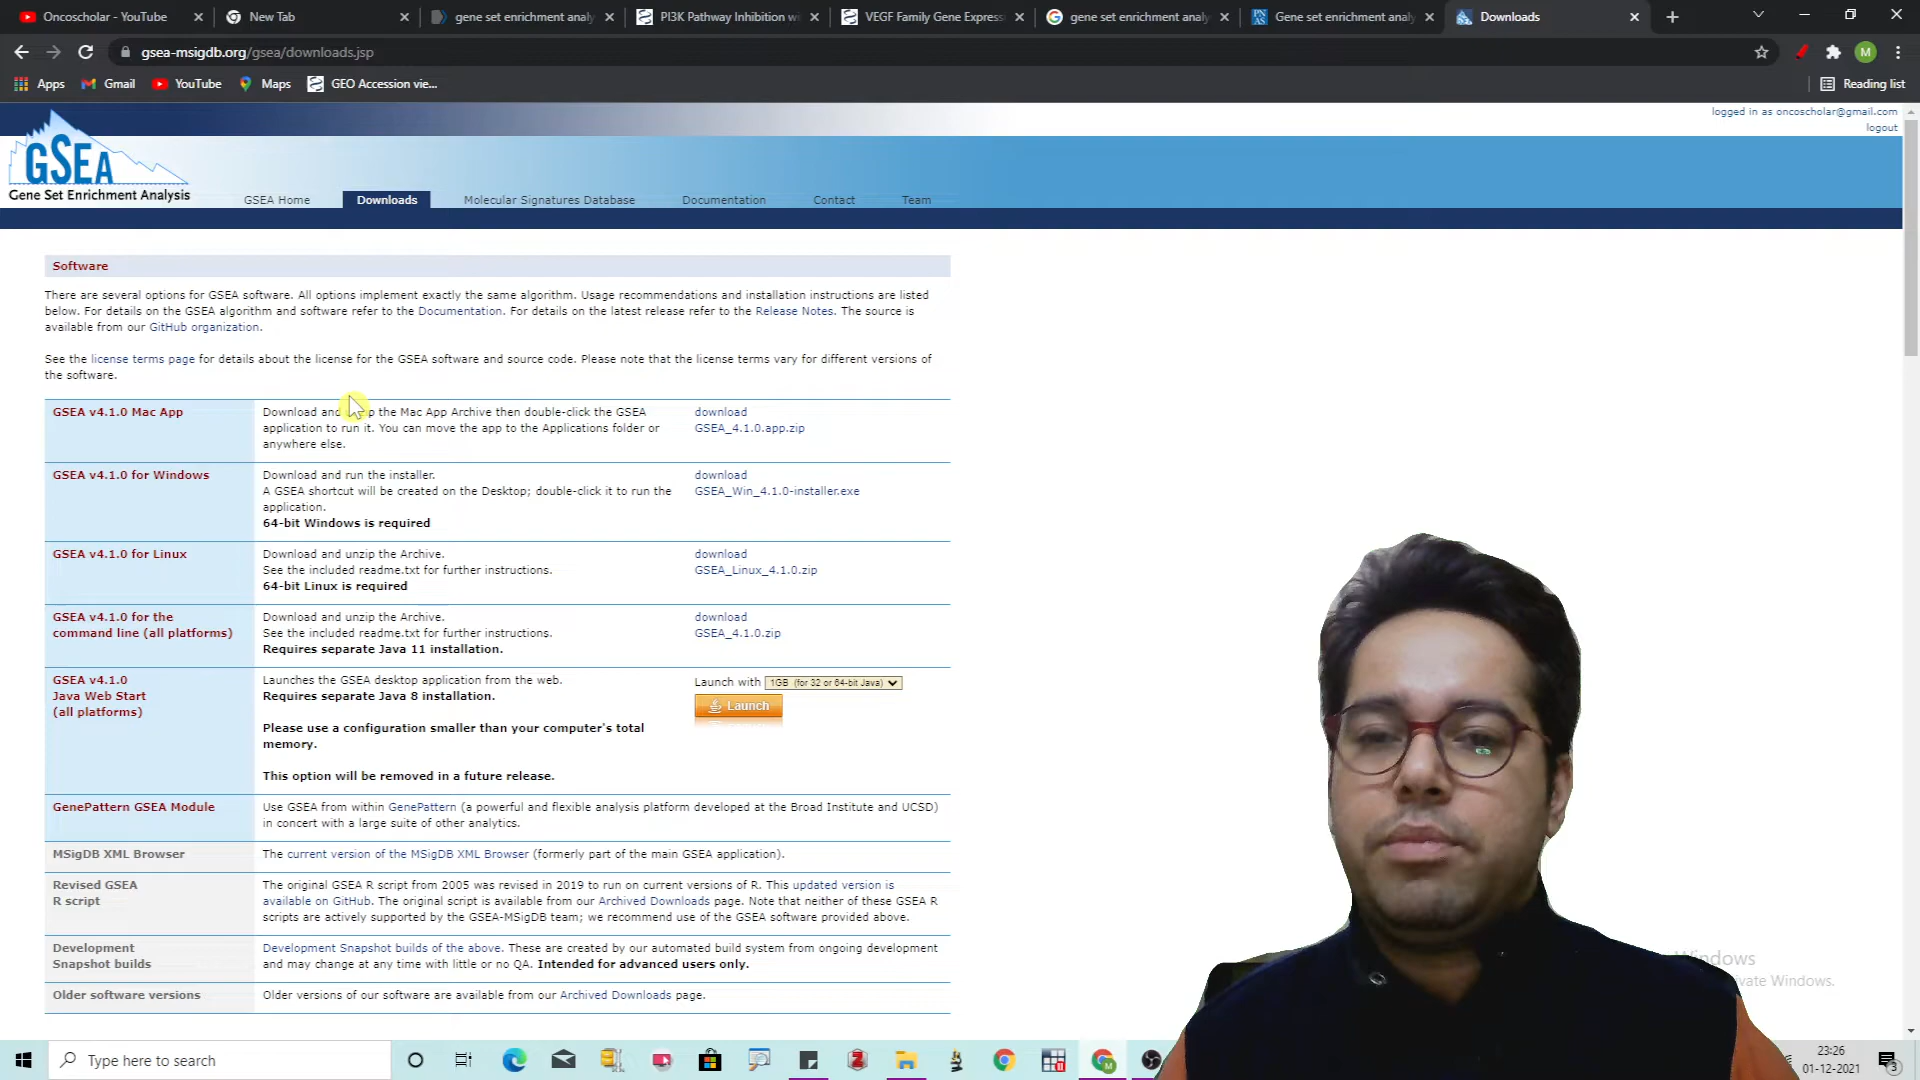 Oncoscholar - YouTube
New Tab
gene set enrichment analy
PI3K Pathway Inhibition w
VEGF Family Gene Express
gene set enrichment analy
Gene set enrichment analy
Downloads
gsea-msigdb.org/gsea/downloads.jsp
M
Apps
Gmail
YouTube
Maps
GEO Accession vie...
Reading list
logged in as oncoscholar@gmail.com
logout
GSEA
Gene Set Enrichment Analysis
GSEA Home
Downloads
Molecular Signatures Database
Documentation
Contact
Team
Software
There are several options for GSEA software. All options implement exactly the same algorithm. Usage recommendations and installation instructions are listed
below. For details on the GSEA algorithm and software refer to the Documentation. For details on the latest release refer to the Release Notes. The source is
available from our GitHub organization.
See the license terms page for details about the license for the GSEA software and source code. Please note that the license terms vary for different versions of
the software.
GSEA v4.1.0 Mac App
Download and the Mac App Archive then double-click the GSEA
application to run it. You can move the app to the Applications folder or
anywhere else.
download
GSEA_4.1.0.app.zip
GSEA v4.1.0 for Windows
Download and run the installer.
A GSEA shortcut will be created on the Desktop; double-click it to run the
application.
64-bit Windows is required
download
GSEA_Win_4.1.0-installer.exe
GSEA v4.1.0 for Linux
Download and unzip the Archive.
See the included readme.txt for further instructions.
64-bit Linux is required
download
GSEA_Linux_4.1.0.zip
GSEA v4.1.0 for the
command line (all platforms)
Download and unzip the Archive.
See the included readme.txt for further instructions.
Requires separate Java 11 installation.
download
GSEA_4.1.0.zip
GSEA v4.1.0
Java Web Start
(all platforms)
Launches the GSEA desktop application from the web.
Requires separate Java 8 installation.
Please use a configuration smaller than your computer's total
memory.
This option will be removed in a future release.
Launch with 1GB (for 32 or 64-bit Java)
Launch
GenePattern GSEA Module
Use GSEA from within GenePattern (a powerful and flexible analysis platform developed at the Broad Institute and UCSD)
in concert with a large suite of other analytics.
MSigDB XML Browser
The current version of the MSigDB XML Browser (formerly part of the main GSEA application).
Revised GSEA
R script
The original GSEA R script from 2005 was revised in 2019 to run on current versions of R. This updated version is
available on GitHub. The original script is available from our Archived Downloads page. Note that neither of these GSEA R
scripts are actively supported by the GSEA-MSigDB team; we recommend use of the GSEA software provided above.
Development
Snapshot builds
Development Snapshot builds of the above. These are created by our automated build system from ongoing development
and may change at any time with little or no QA. Intended for advanced users only.
Older software versions
Older versions of our software are available from our Archived Downloads page.
Windows
vate Windows.
Type here to search
23:26
01-12-2021
3